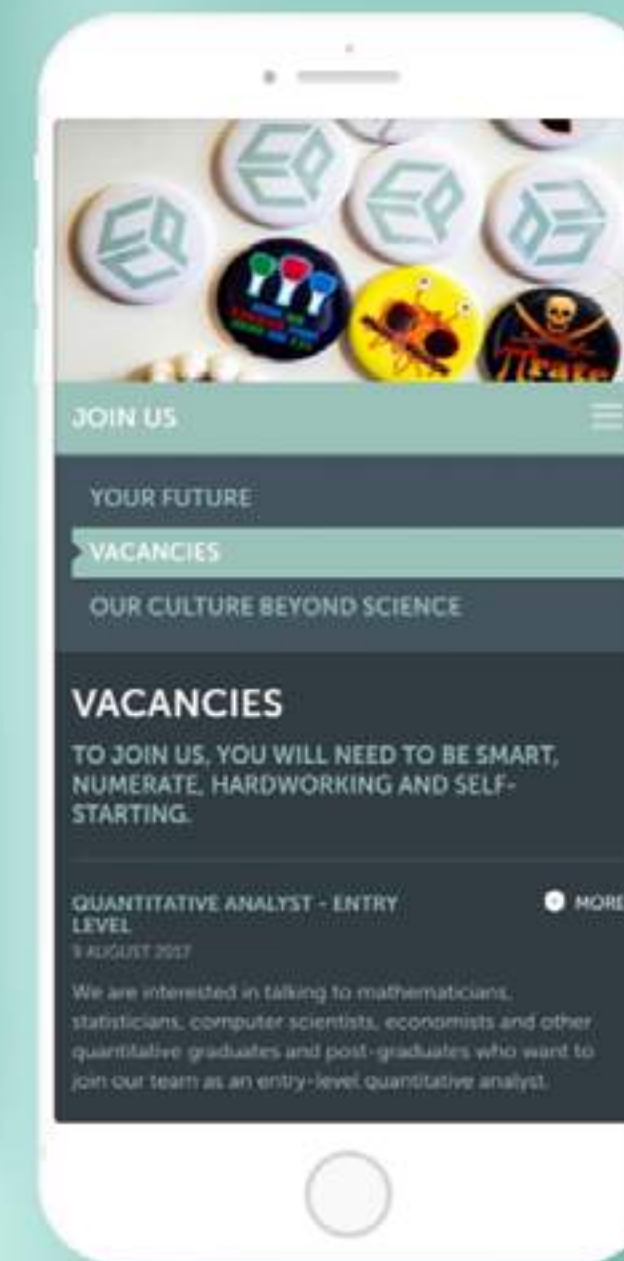 πrate
JOIN US
YOUR FUTURE
VACANCIES
OUR CULTURE BEYOND SCIENCE
VACANCIES
TO JOIN US, YOU WILL NEED TO BE SMART,
NUMERATE, HARDWORKING AND SELF-
STARTING.
QUANTITATIVE ANALYST - ENTRY
LEVEL
MORE
9 AUGUST 2017
We are interested in talking to mathematicians,
statisticians, computer scientists, economists and other
quantitative graduates and post-graduates who want to
join our team as an entry-level quantitative analyst.